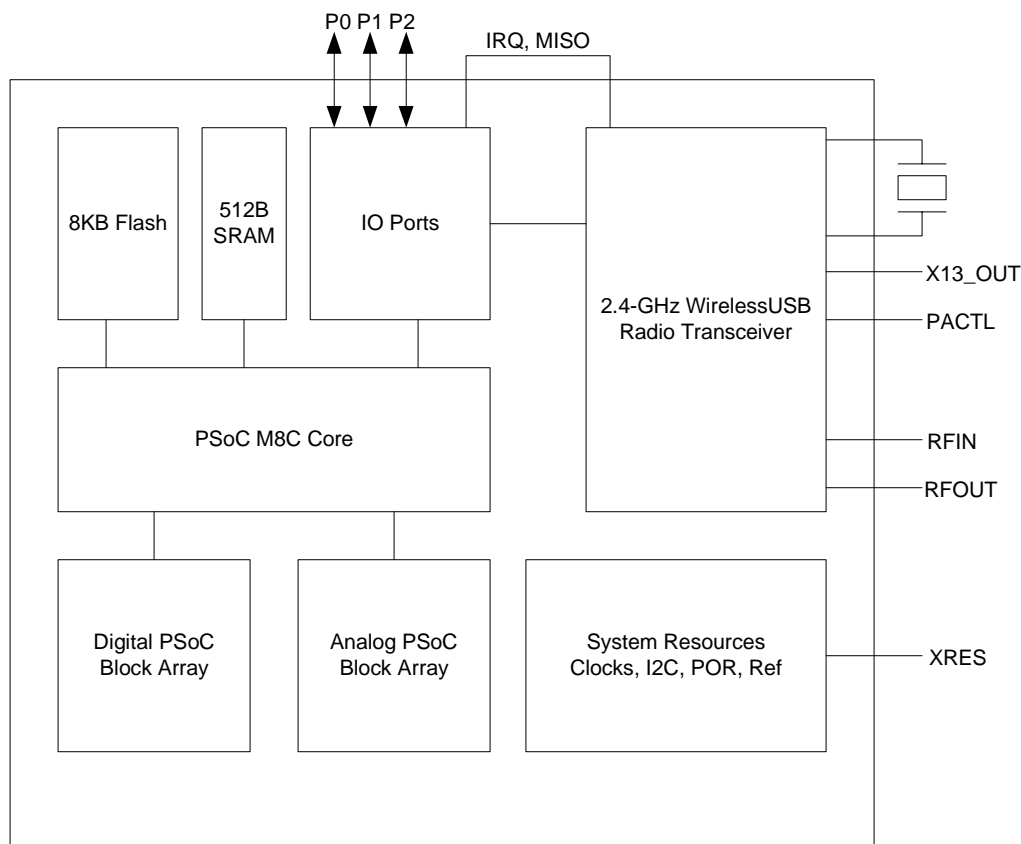 P0 P1 P2
IRQ, MISO
8KB Flash
512B
SRAM
IO Ports
2.4-GHz WirelessUSB
Radio Transceiver
X13_OUT
PACTL
RFIN
RFOUT
PSoC M8C Core
Digital PSoC
Block Array
Analog PSoC
Block Array
System Resources
Clocks, I2C, POR, Ref
XRES